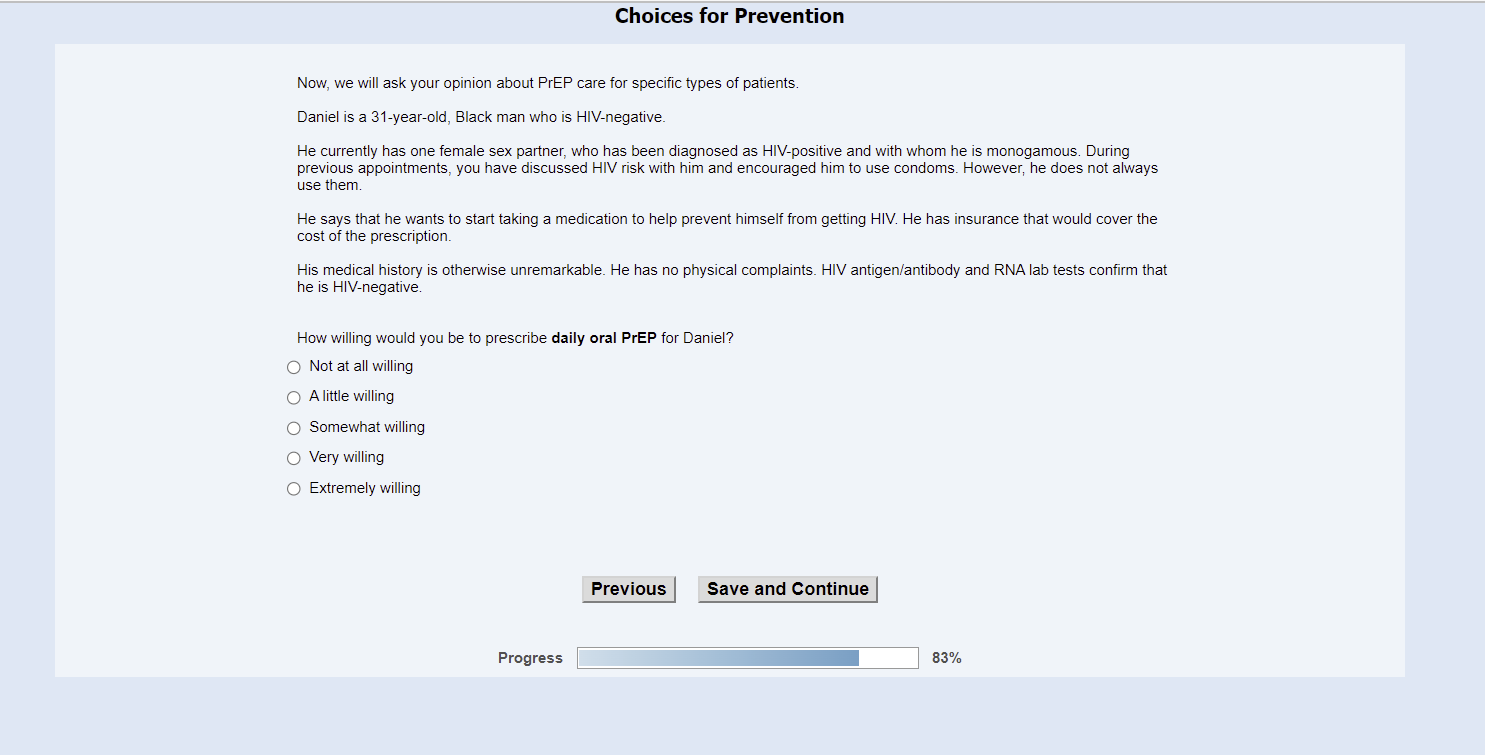 Choices for Prevention
Now, we will ask your opinion about PrEP care for specific types of patients.
Daniel is a 31-year-old, Black man who is HIV-negative.
He currently has one female sex partner, who has been diagnosed as HIV-positive and with whom he is monogamous. During
previous appointments, you have discussed HIV risk with him and encouraged him to use condoms. However, he does not always
use them.
He says that he wants to start taking a medication to help prevent himself from getting HIV. He has insurance that would cover the
cost of the prescription.
His medical history is otherwise unremarkable. He has no physical complaints. HIV antigen/antibody and RNA lab tests confirm that
he is HIV-negative.
How willing would you be to prescribe daily oral PrEP for Daniel?
Not at all willing
A little willing
Somewhat willing
Very willing
Extremely willing
Previous Save and Continue
Progress 83%